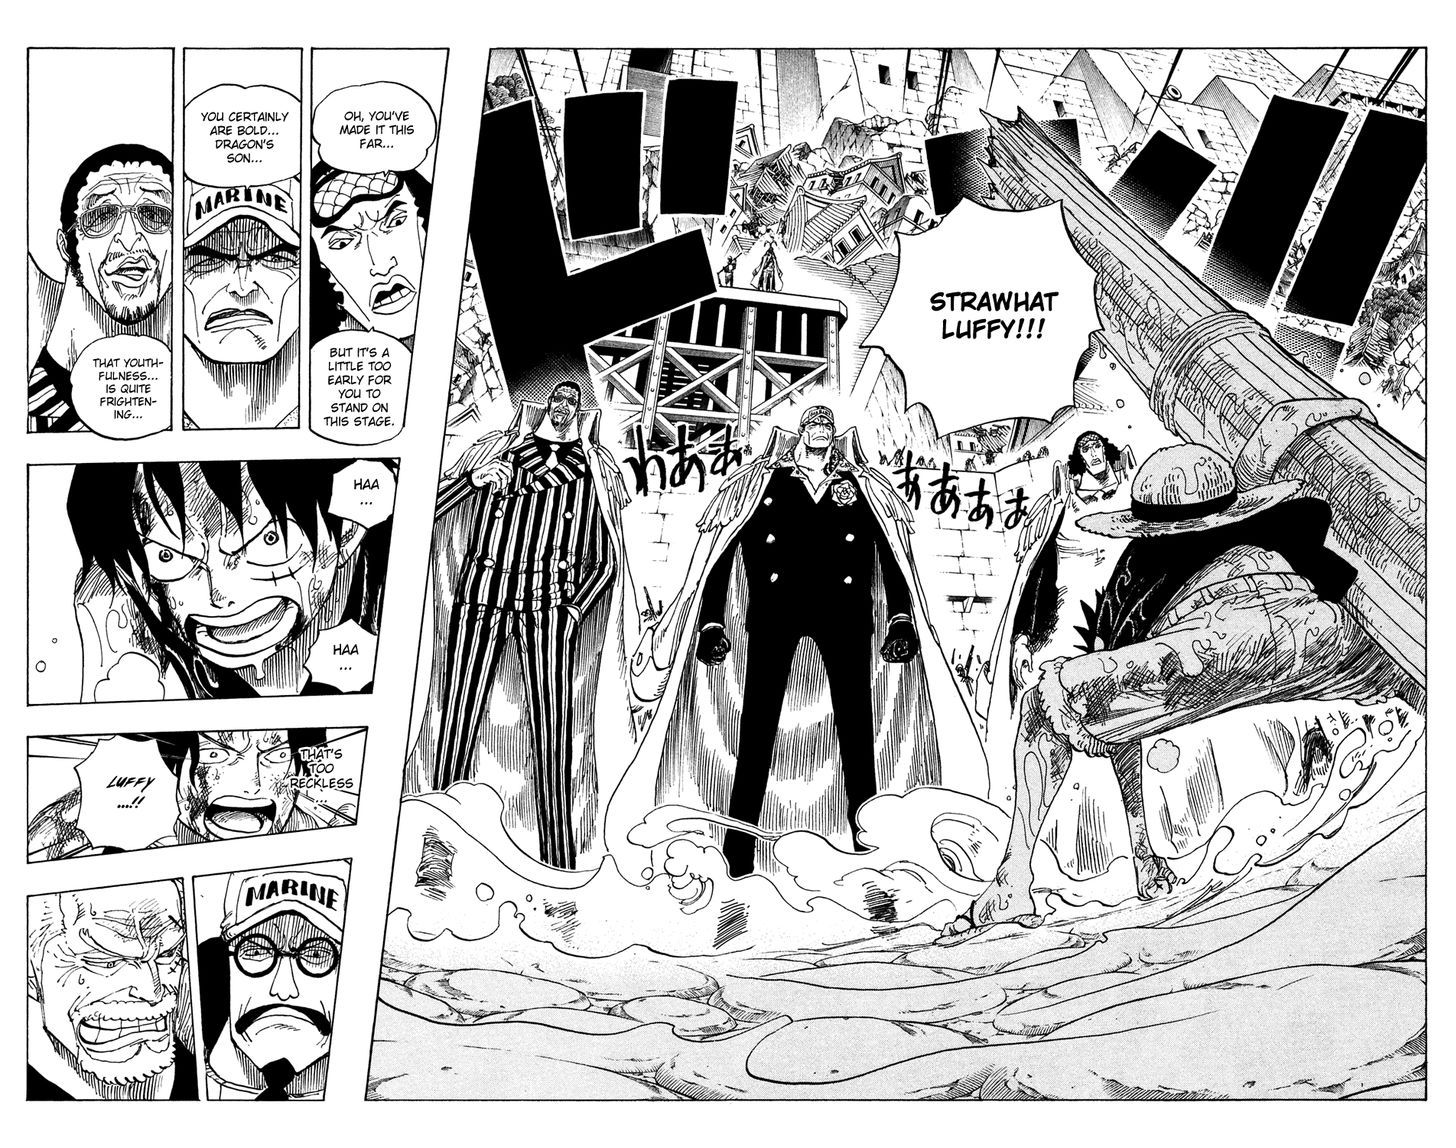 STRAWHAT
LUFFY!!!
ド
ン
わあぁ
ああああ
OH, YOU'VE
MADE IT THIS
FAR...
BUT IT'S A
LITTLE TOO
EARLY FOR
YOU TO
STAND ON
THIS STAGE.
YOU CERTAINLY
ARE BOLD...
DRAGON'S
SON...
MARINE
THAT YOUTH-
FULNESS...
IS QUITE
FRIGHTEN-
ING...
HAA
...
HAA
...
THAT'S
TOO
RECKLESS
...
LUFFY
....!!
MARINE